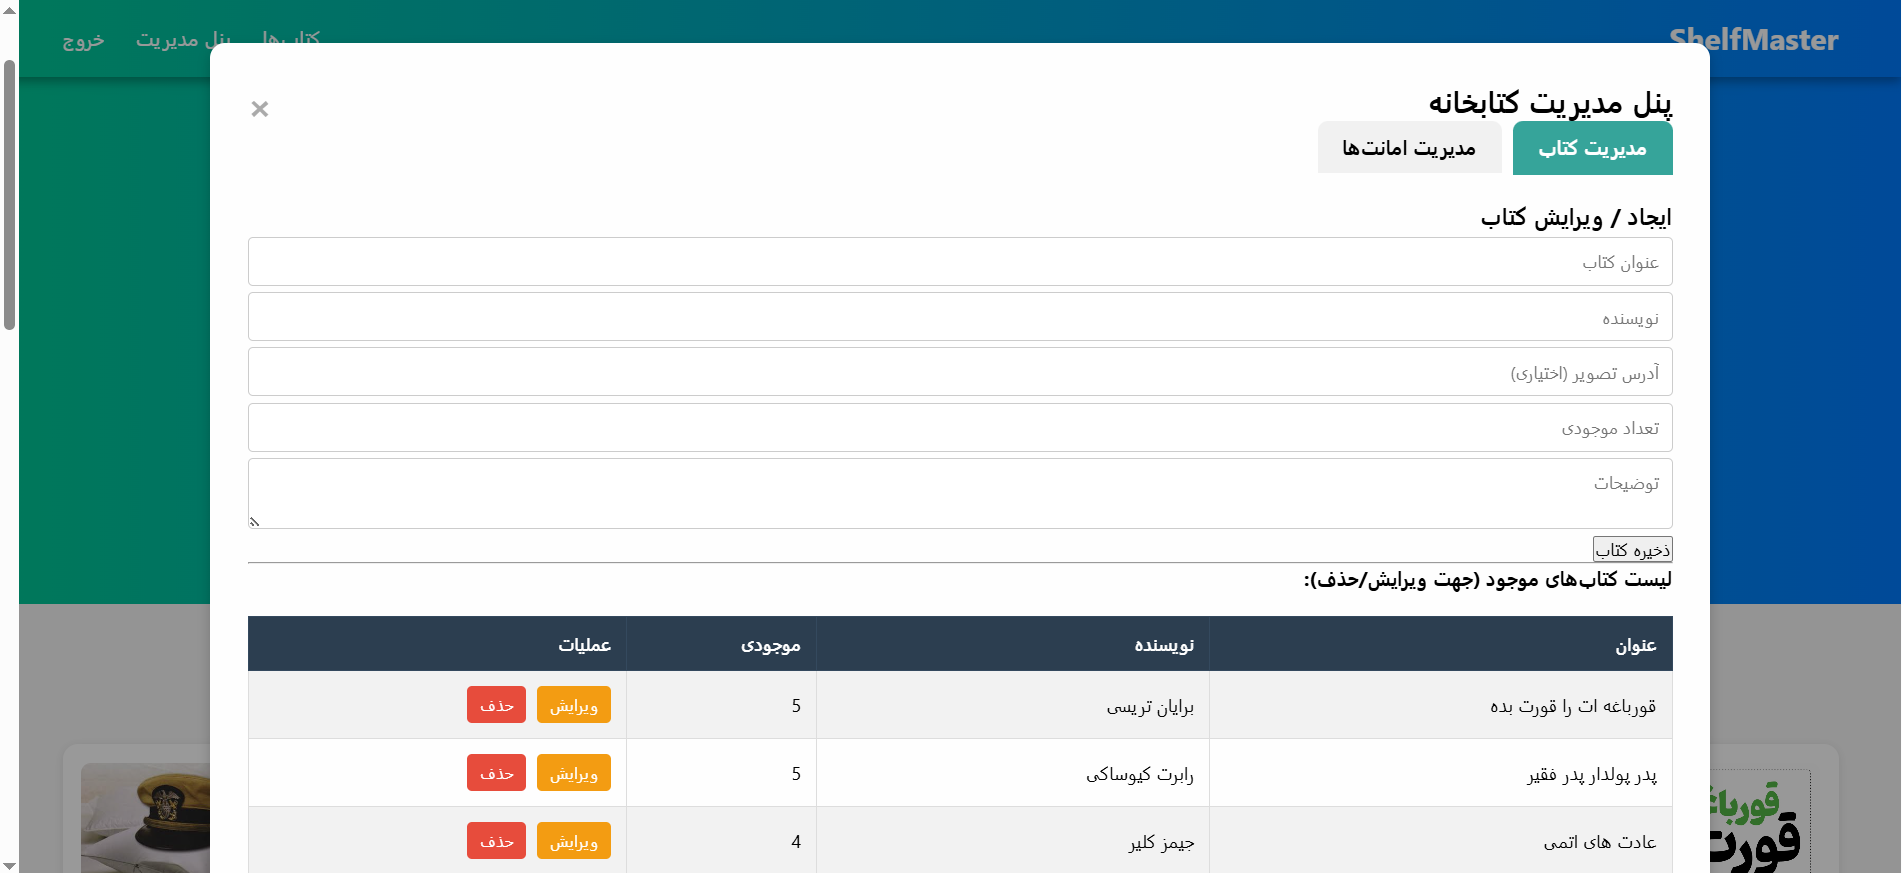 ShelfMaster
کتاب‌ها
پنل مدیریت
خروج
پنل مدیریت کتابخانه
×
مدیریت کتاب
مدیریت امانت‌ها
ایجاد / ویرایش کتاب
عنوان کتاب
نویسنده
آدرس تصویر (اختیاری)
تعداد موجودی
توضیحات
ذخیره کتاب
لیست کتاب‌های موجود (جهت ویرایش/حذف):
عنوان نویسنده موجودی عملیات
قورباغه ات را قورت بده برایان تریسی 5 ویرایش حذف
پدر پولدار پدر فقیر رابرت کیوساکی 5 ویرایش حذف
عادت های اتمی جیمز کلیر 4 ویرایش حذف
قورت